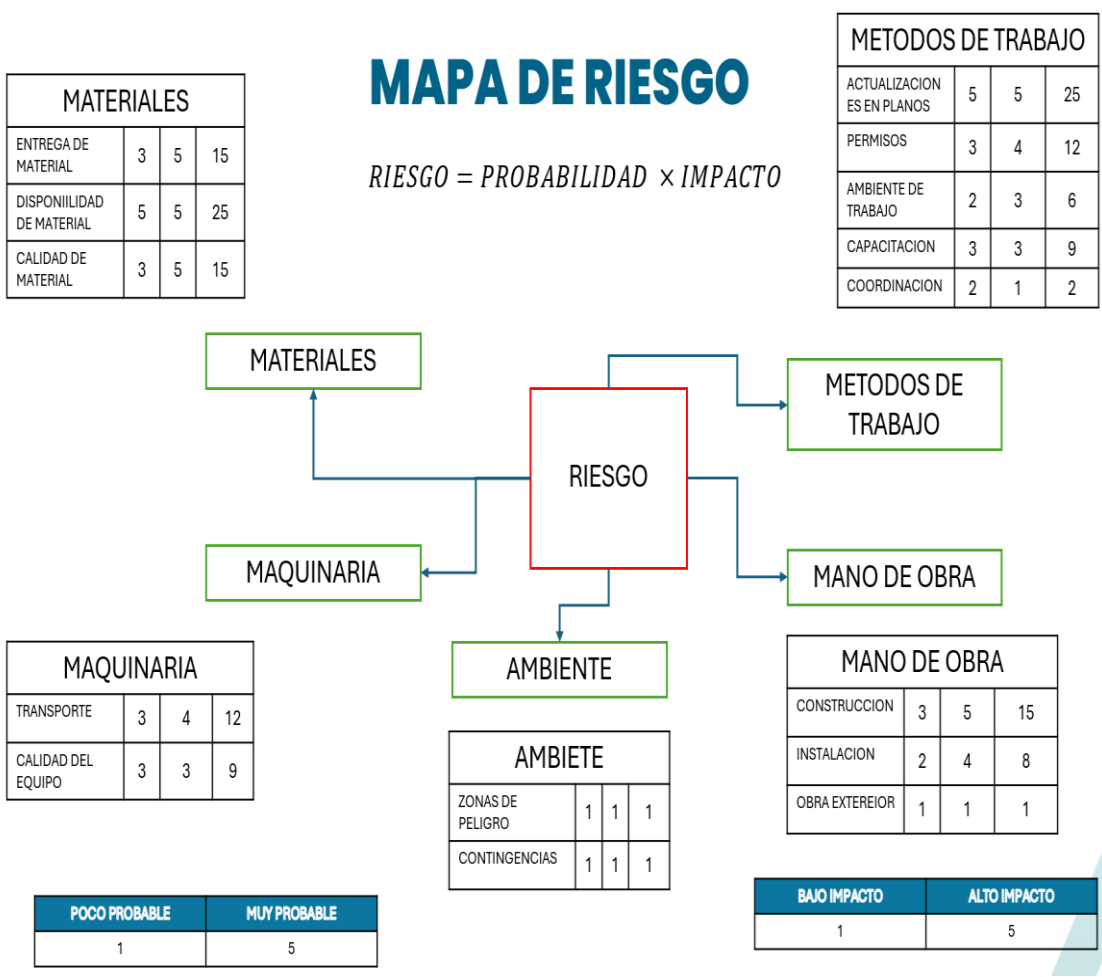 MAPA DE RIESGO
RIESGO = PROBABILIDAD × IMPACTO
MATERIALES
ENTREGA DE
MATERIAL
3 5 15
DISPONIILIDAD
DE MATERIAL
5 5 25
CALIDAD DE
MATERIAL
3 5 15
METODOS DE TRABAJO
ACTUALIZACION
ES EN PLANOS
5 5 25
PERMISOS 3 4 12
AMBIENTE DE
TRABAJO
2 3 6
CAPACITACION 3 3 9
COORDINACION 2 1 2
MATERIALES
METODOS DE
TRABAJO
RIESGO
MAQUINARIA
MANO DE OBRA
AMBIENTE
MAQUINARIA
TRANSPORTE 3 4 12
CALIDAD DEL
EQUIPO
3 3 9
AMBIETE
ZONAS DE
PELIGRO
1 1 1
CONTINGENCIAS 1 1 1
MANO DE OBRA
CONSTRUCCION 3 5 15
INSTALACION 2 4 8
OBRA EXTEREIOR 1 1 1
POCO PROBABLE MUY PROBABLE
1 5
BAJO IMPACTO ALTO IMPACTO
1 5